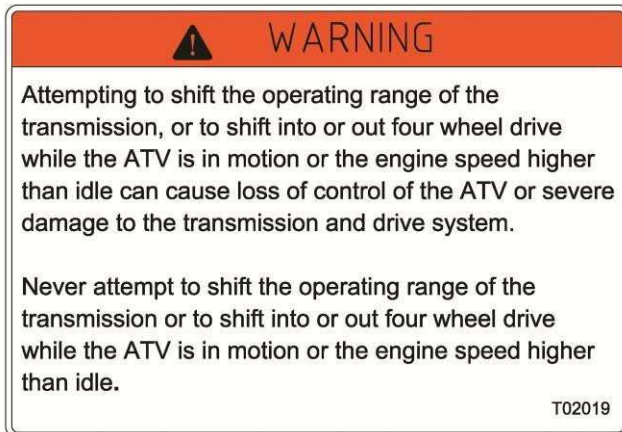 WARNING
Attempting to shift the operating range of the
transmission, or to shift into or out four wheel drive
while the ATV is in motion or the engine speed higher
than idle can cause loss of control of the ATV or severe
damage to the transmission and drive system.
Never attempt to shift the operating range of the
transmission or to shift into or out four wheel drive
while the ATV is in motion or the engine speed higher
than idle.
T02019